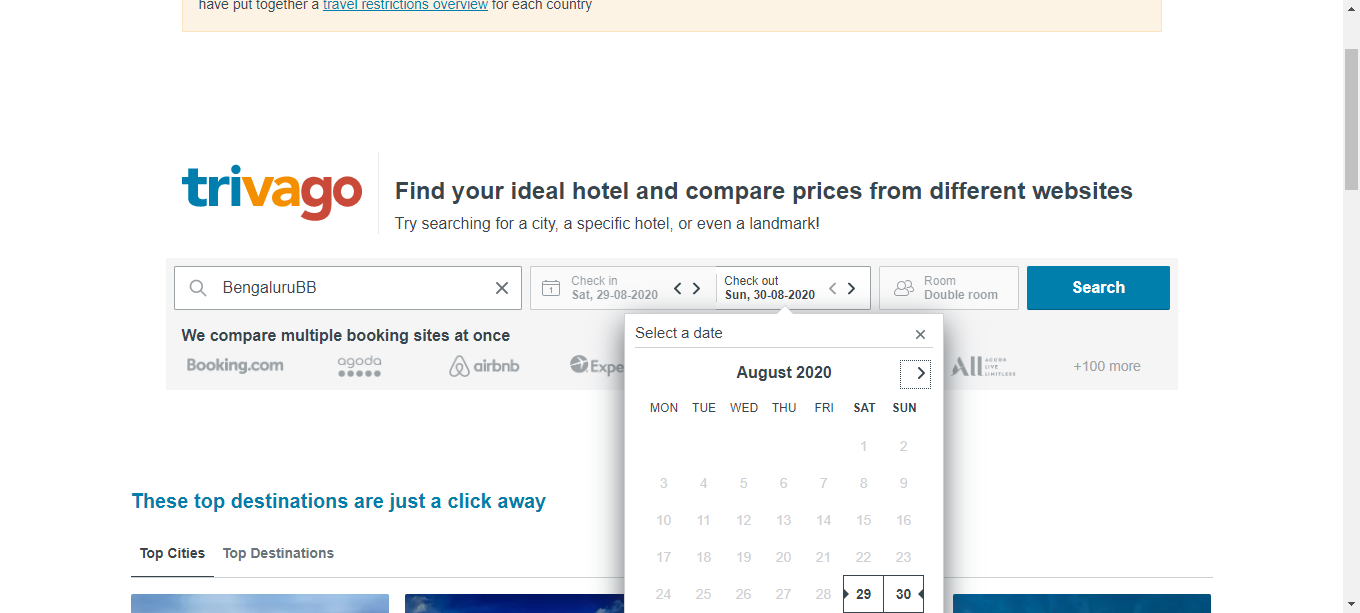 have put together a travel restrictions overview for each country
trivago
Find your ideal hotel and compare prices from different websites
Try searching for a city, a specific hotel, or even a landmark!
BengaluruBB
1
Check in
Sat, 29-08-2020
Check out
Sun, 30-08-2020
Room
Double room
Search
We compare multiple booking sites at once
Booking.com
agoda
airbnb
Expe
All ACCOR LIVE LIMITLESS
+100 more
Select a date
August 2020
MON TUE WED THU FRI SAT SUN
1 2
3 4 5 6 7 8 9
10 11 12 13 14 15 16
17 18 19 20 21 22 23
24 25 26 27 28 29 30
These top destinations are just a click away
Top Cities Top Destinations